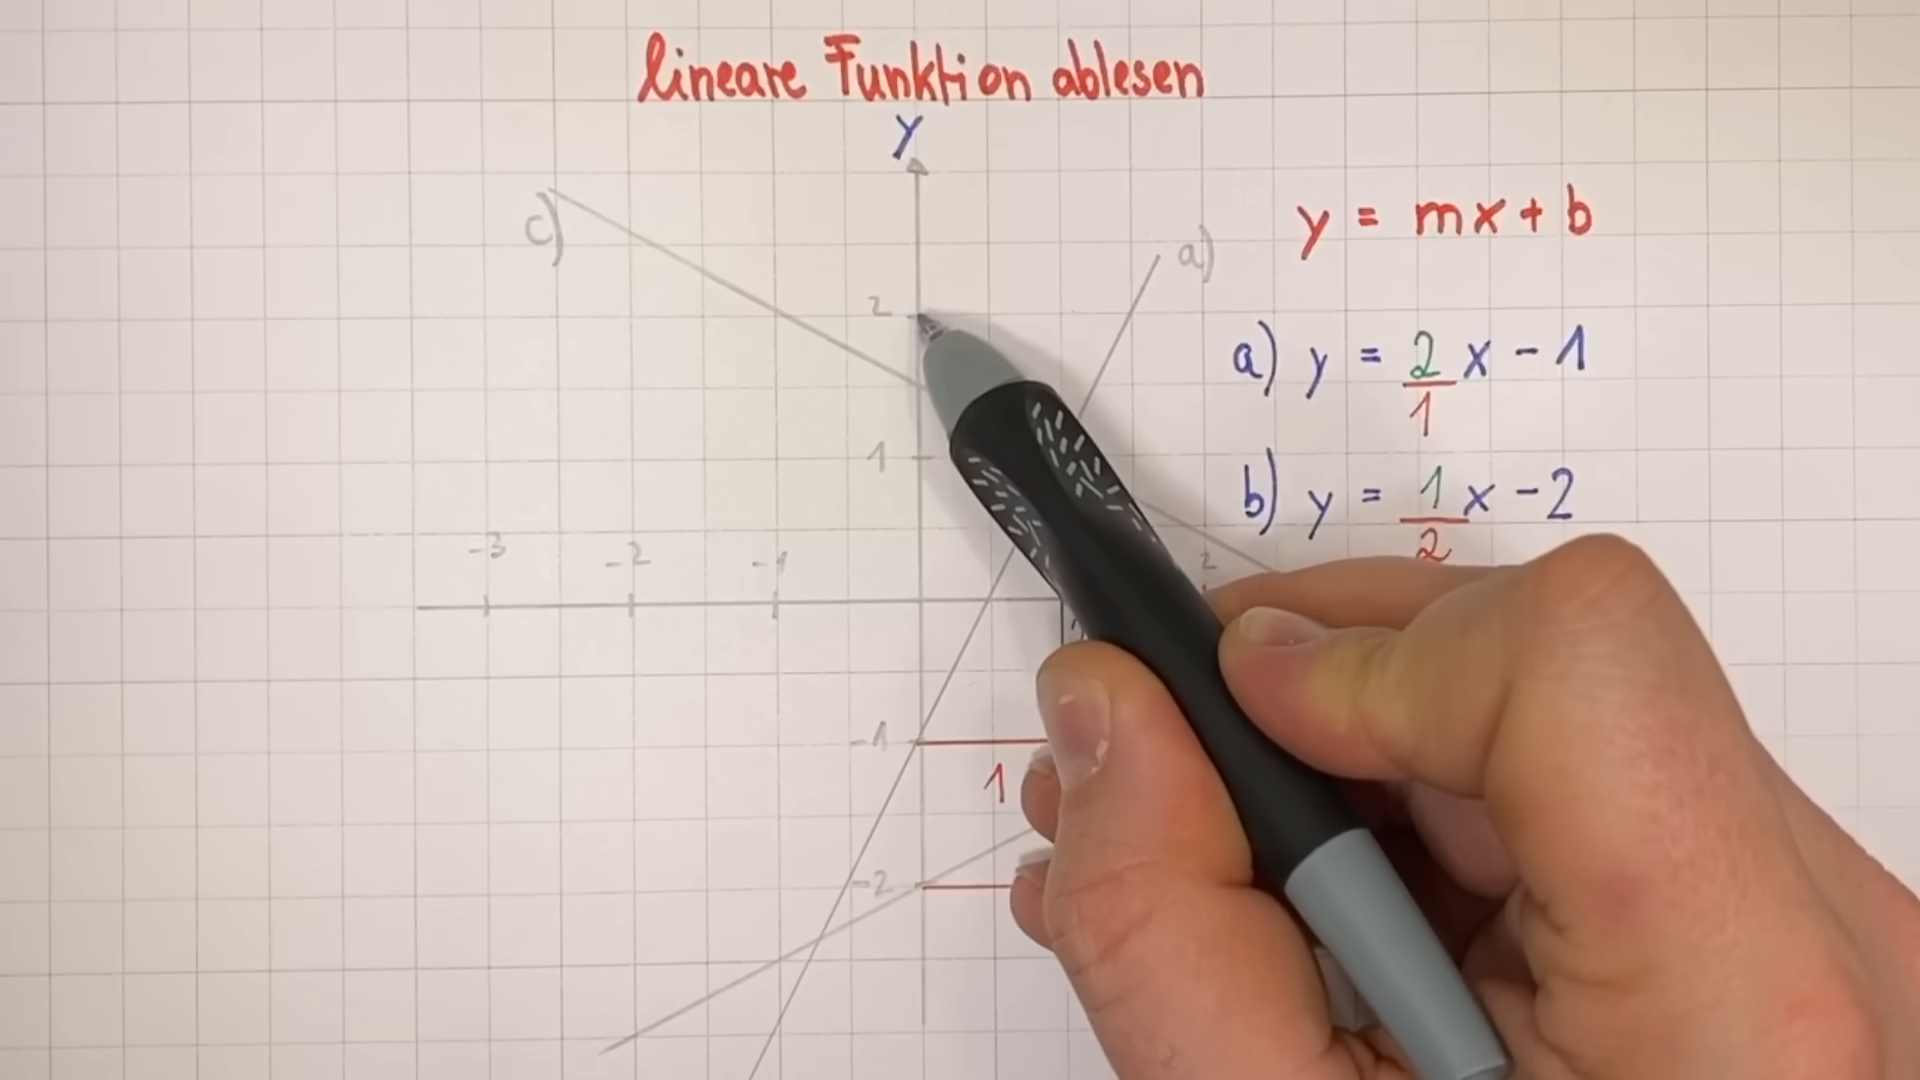 lineare Funktion ablesen
y
y = mx + b
c)
a)
2
a) y = 2/1 x - 1
1
b) y = 1/2 x - 2
-3 -2 -1 2
-1
1
-2